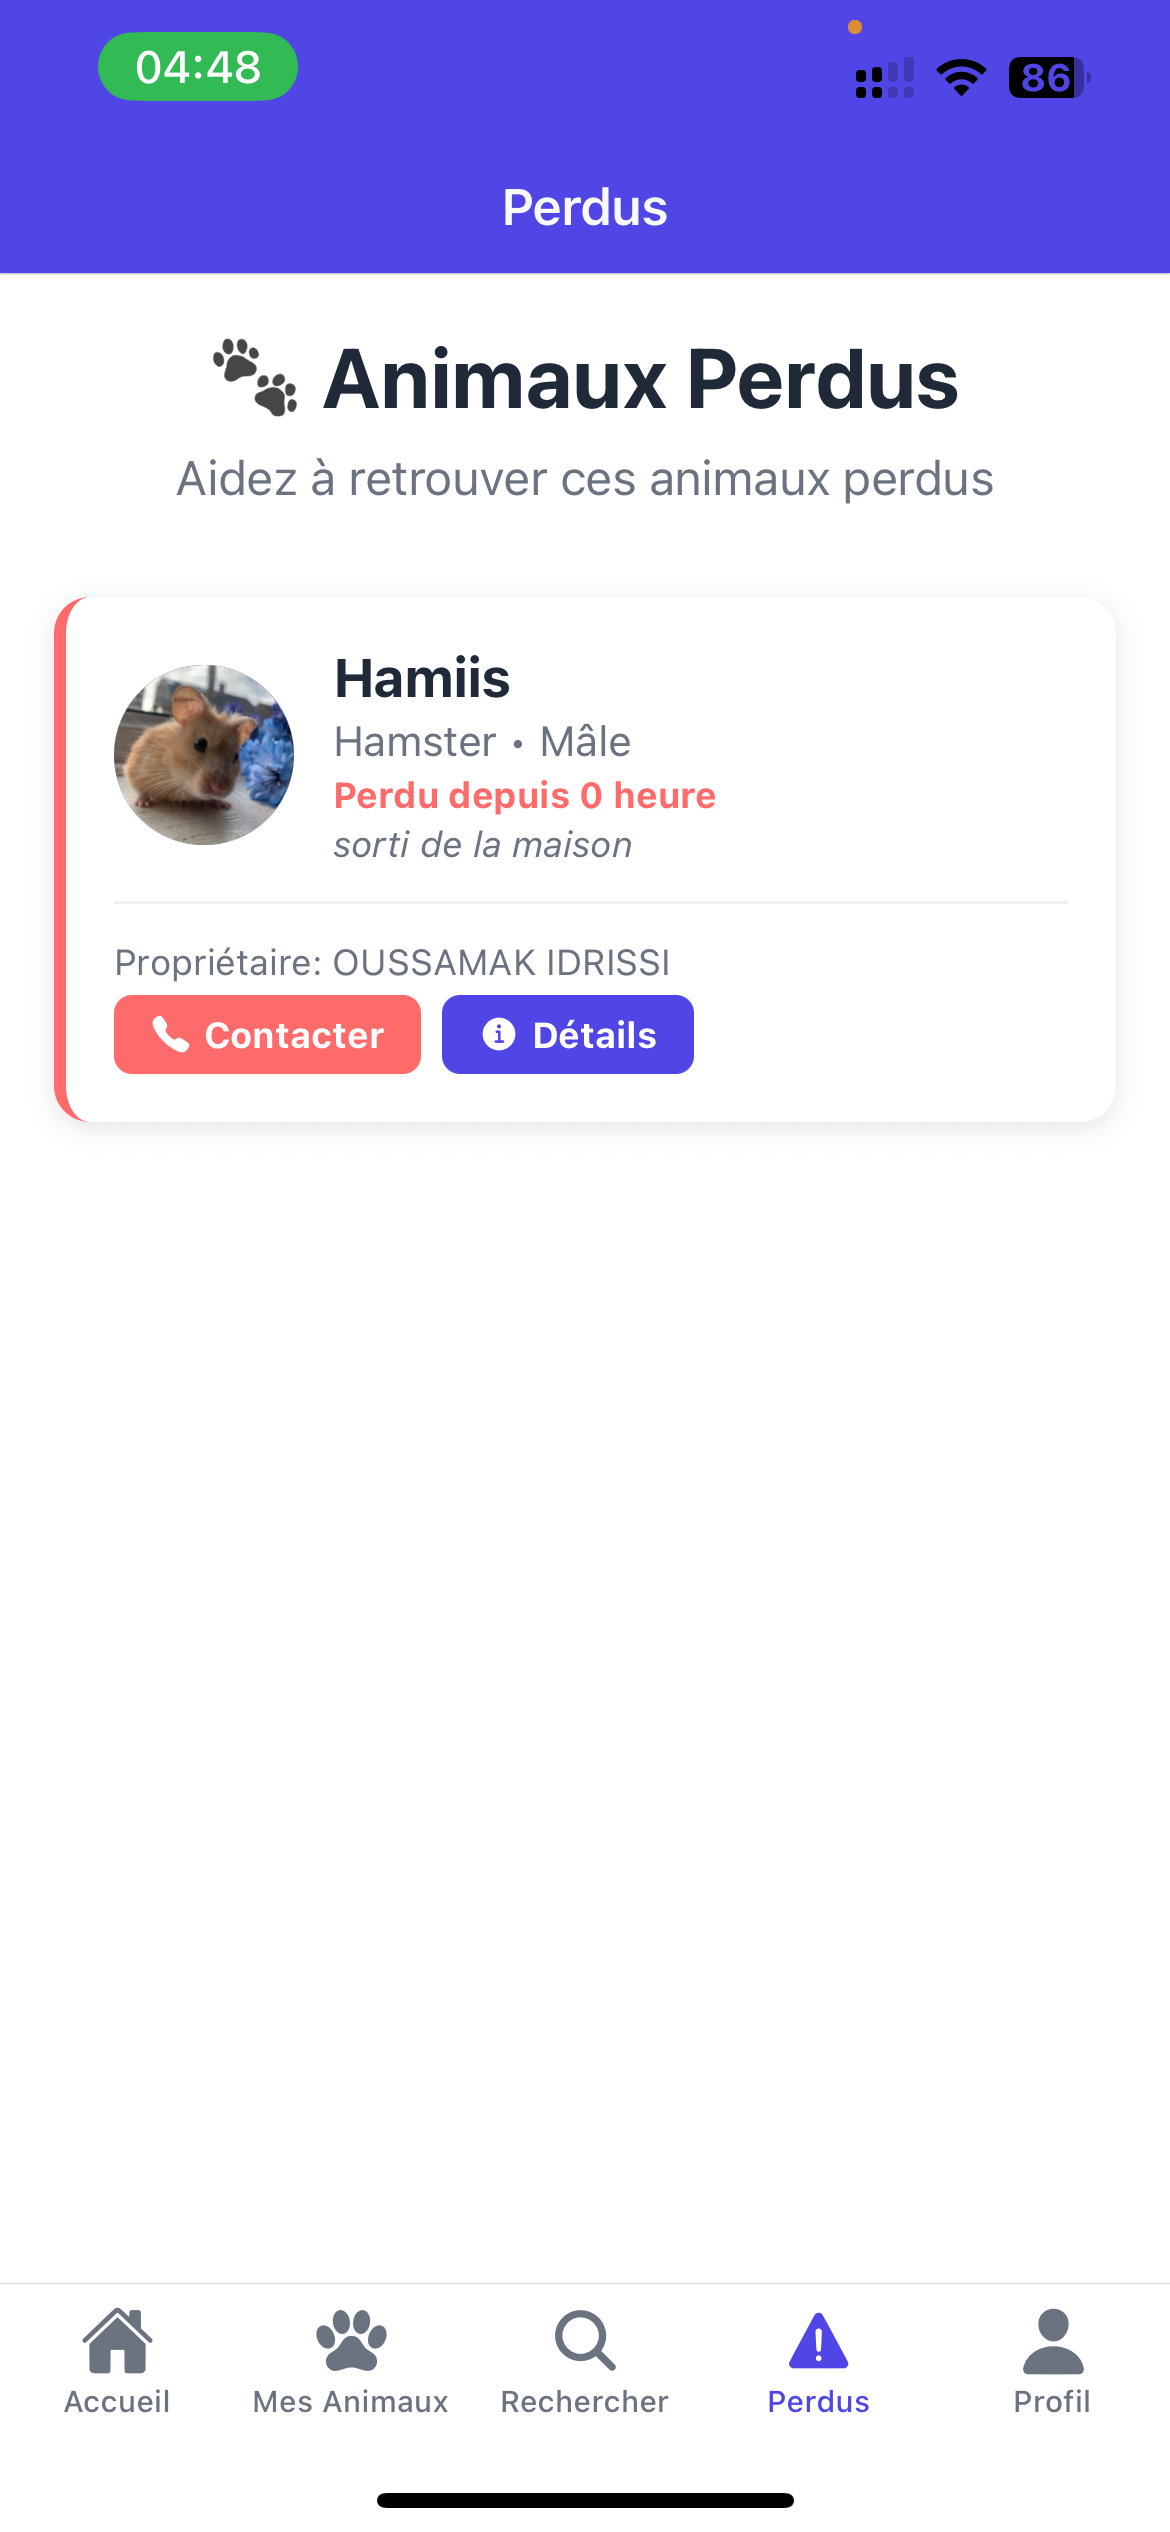 04:48
86
Perdus
Animaux Perdus
Aidez à retrouver ces animaux perdus
Hamiis
Hamster • Mâle
Perdu depuis 0 heure
sorti de la maison
Propriétaire: OUSSAMAK IDRISSI
Contacter
Détails
Accueil
Mes Animaux
Rechercher
Perdus
Profil